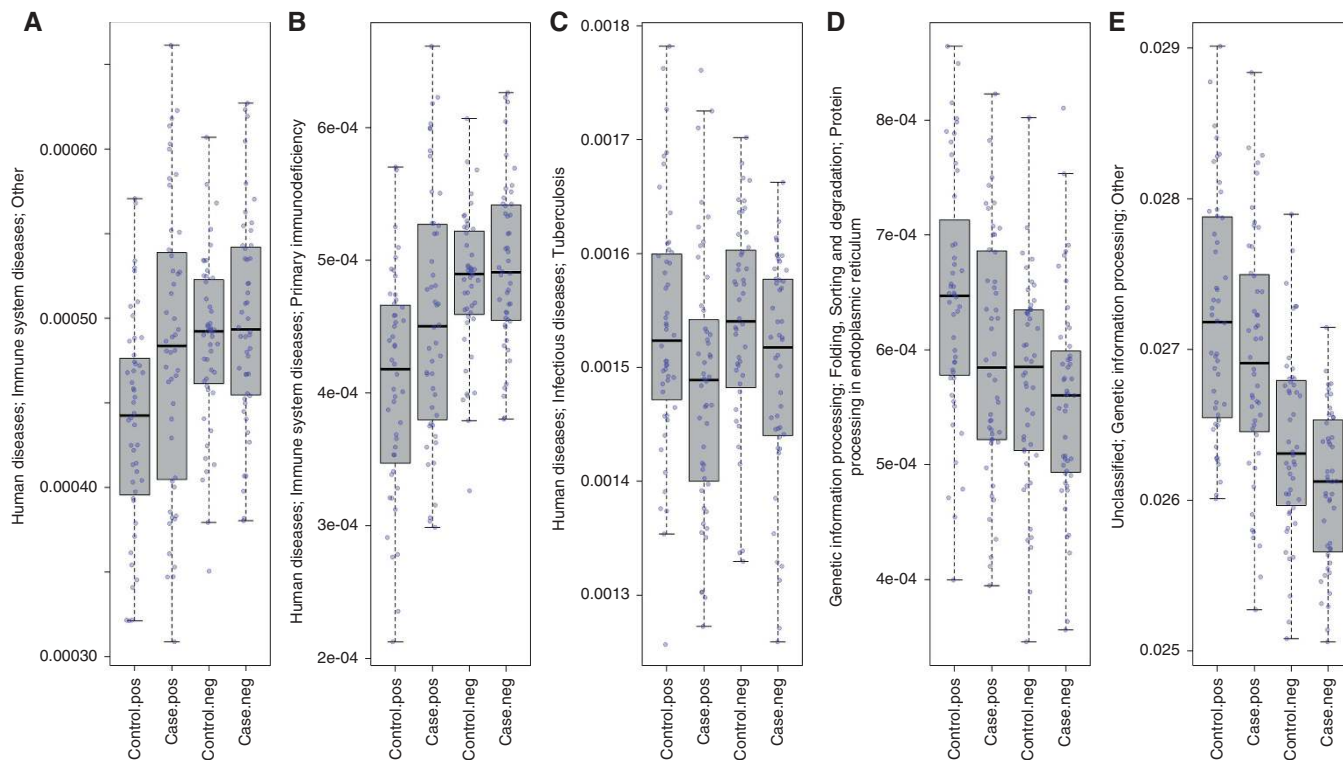 A
Human diseases; Immune system diseases; Other
0.00060
0.00050
0.00040
0.00030
Control.pos
Case.pos
Control.neg
Case.neg
B
Human diseases; Immune system diseases; Primary immunodeficiency
6e-04
5e-04
4e-04
3e-04
2e-04
Control.pos
Case.pos
Control.neg
Case.neg
C
Human diseases; Infectious diseases; Tuberculosis
0.0018
0.0017
0.0016
0.0015
0.0014
0.0013
Control.pos
Case.pos
Control.neg
Case.neg
D
Genetic information processing; Folding, Sorting and degradation; Protein
processing in endoplasmic reticulum
8e-04
7e-04
6e-04
5e-04
4e-04
Control.pos
Case.pos
Control.neg
Case.neg
E
Unclassified; Genetic information processing; Other
0.029
0.028
0.027
0.026
0.025
Control.pos
Case.pos
Control.neg
Case.neg